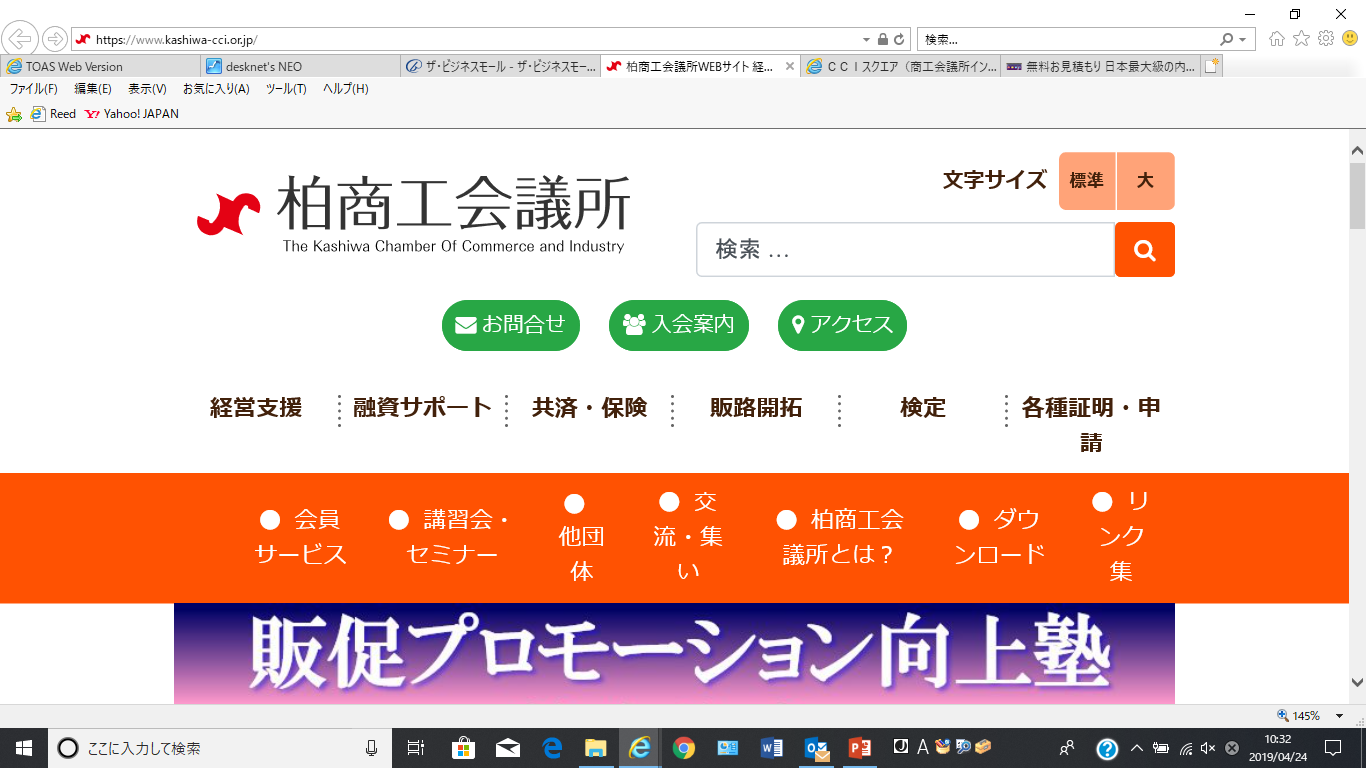 https://www.kashiwa-cci.or.jp/
検索...
TOAS Web Version
desknet's NEO
ザ・ビジネスモール - ザ・ビジネスモー...
柏商工会議所WEBサイト 経...
ＣＣＩスクエア（商工会議所イン...
無料お見積もり 日本最大級の内...
ファイル(F) 編集(E) 表示(V) お気に入り(A) ツール(T) ヘルプ(H)
Reed Yahoo! JAPAN
柏商工会議所
The Kashiwa Chamber Of Commerce and Industry
文字サイズ 標準 大
検索 …
お問合せ 入会案内 アクセス
経営支援
融資サポート
共済・保険
販路開拓
検定
各種証明・申
請
● 会員
サービス
● 講習会・
セミナー
●
他団
体
● 交
流・集
い
● 柏商工会
議所とは？
● ダウ
ンロード
● リ
ンク
集
販促プロモーション向上塾
145%
ここに入力して検索
A
10:32
2019/04/24